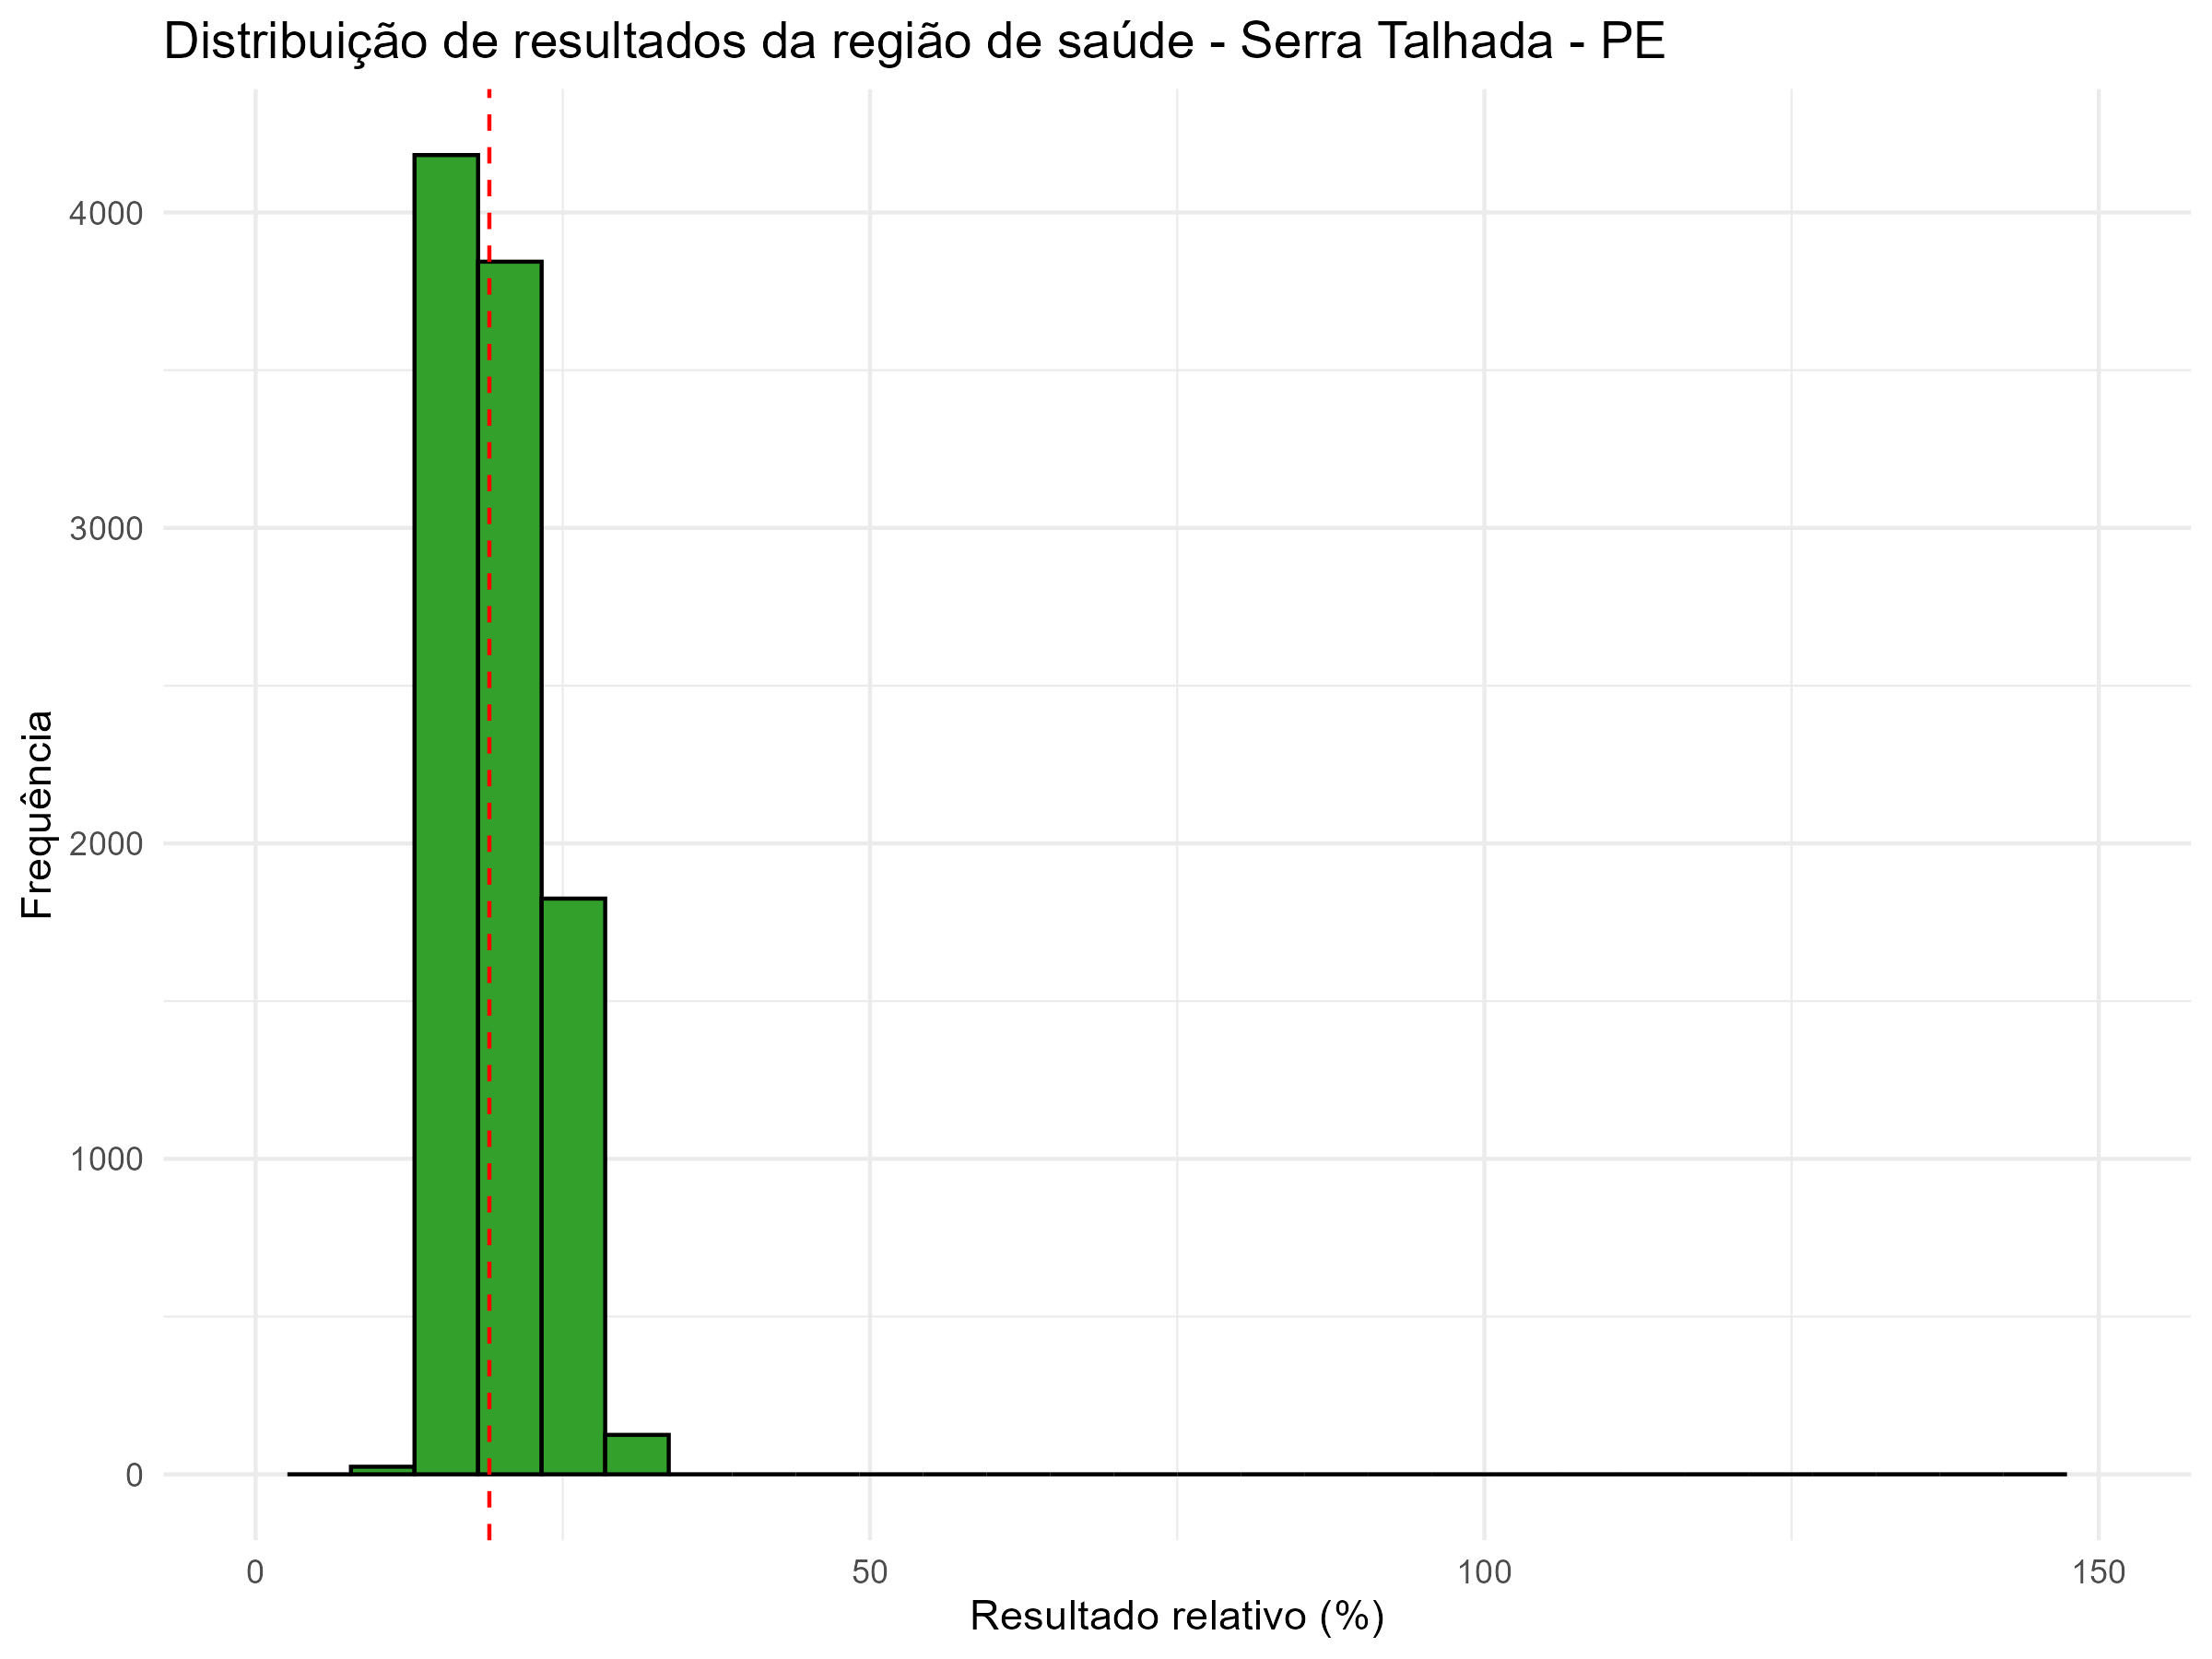 Distribuição de resultados da região de saúde - Serra Talhada - PE
Frequência
4000
3000
2000
1000
0
0 50 100 150
Resultado relativo (%)